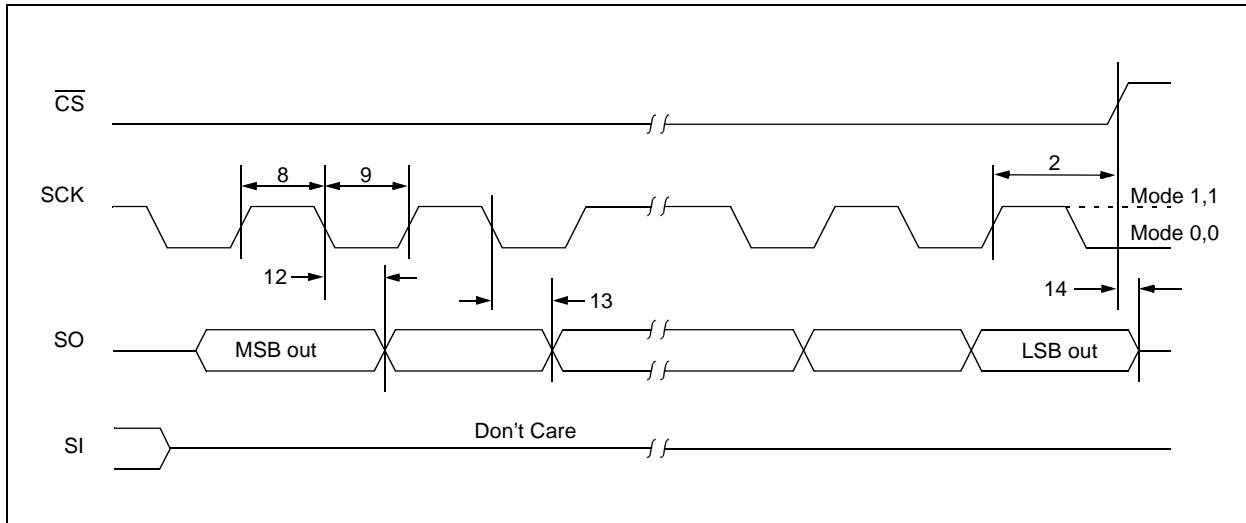 CS
8
9
2
SCK
Mode 1,1
Mode 0,0
12
13
14
SO
MSB out
LSB out
Don't Care
SI